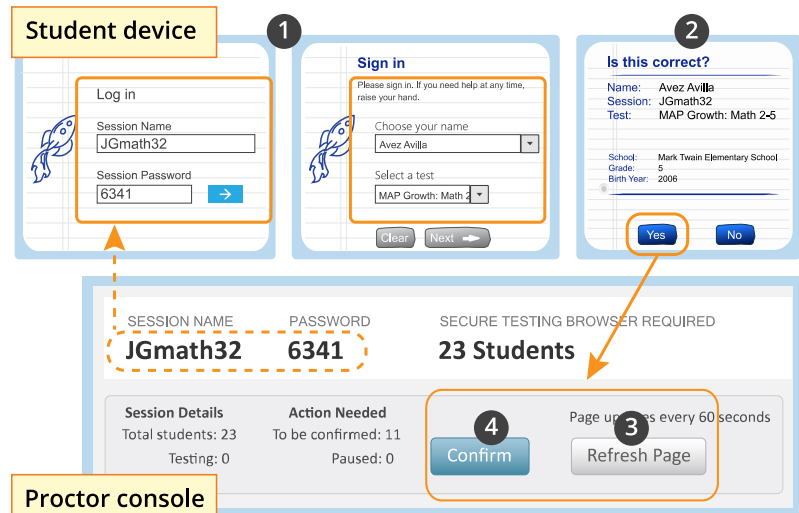 Student device
1
Log in
Session Name
JGmath32
Session Password
6341
Sign in
Please sign in. If you need help at any time,
raise your hand.
Choose your name
Avez Avilla
Select a test
MAP Growth: Math 2
Clear
Next
2
Is this correct?
Name: Avez Avilla
Session: JGmath32
Test: MAP Growth: Math 2-5
School: Mark Twain Elementary School
Grade: 5
Birth Year: 2006
Yes
No
SESSION NAME PASSWORD SECURE TESTING BROWSER REQUIRED
JGmath32 6341 23 Students
Session Details
Total students: 23
Testing: 0
Action Needed
To be confirmed: 11
Paused: 0
4
Confirm
Page updates every 60 seconds
3
Refresh Page
Proctor console